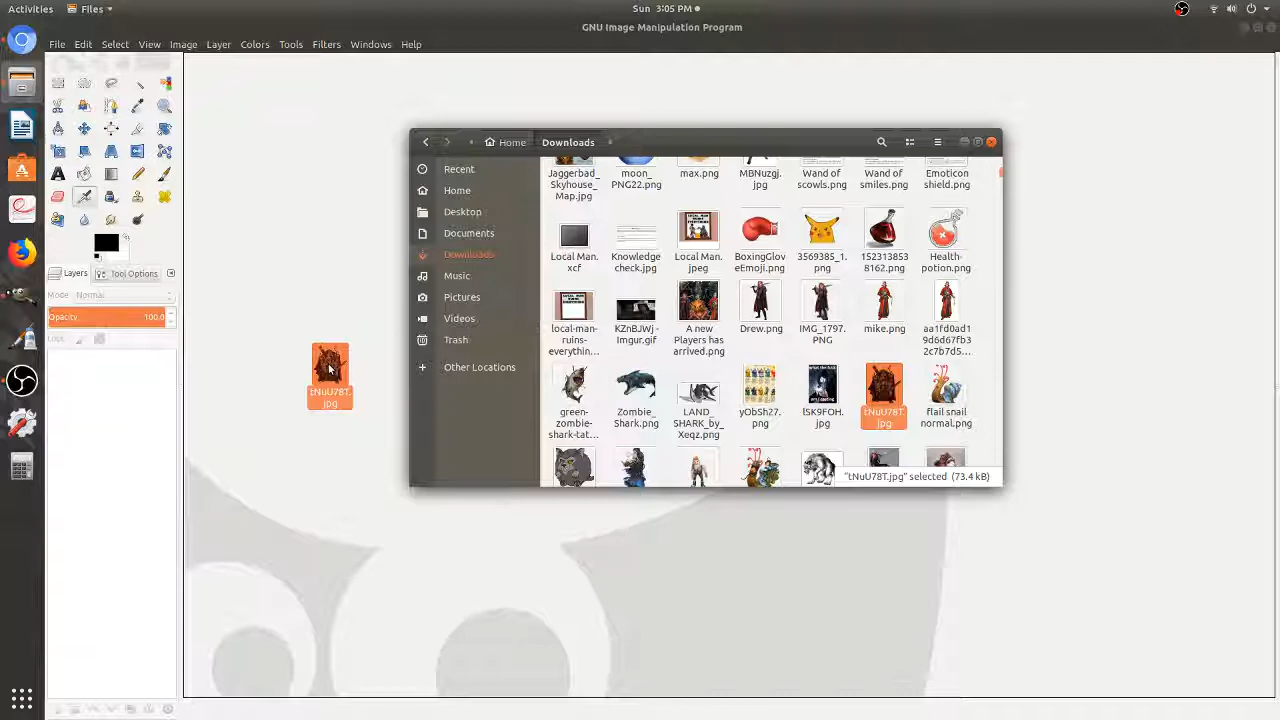 Activities Files Sun 3:05 PM
GNU Image Manipulation Program
File Edit Select View Image Layer Colors Tools Filters Windows Help
Layers Tool Options
Mode Normal
Opacity 100.0
Lock:
tNuU78T.
jpg
Home Downloads
Recent
Home
Desktop
Documents
Downloads
Music
Pictures
Videos
Trash
Other Locations
Jaggerbad_
Skyhouse_
Map.jpg
moon_
PNG22.png
max.png
MBNuzgj.
jpg
Wand of
scowls.png
Wand of
smiles.png
Emoticon
shield.png
Local Man.
xcf
Knowledge
check.jpg
Local Man.
jpeg
BoxingGlov
eEmoji.png
3569385_1.
png
152313853
8162.png
Health-
potion.png
local-man-
ruins-
everythin...
KZnBJWj -
Imgur.gif
A new
Players has
arrived.png
Drew.png
IMG_1797.
PNG
mike.png
aa1fd0ad1
9d6d67fb3
2c7b7d5...
green-
zombie-
shark-tat...
Zombie_
Shark.png
LAND_
SHARK_by_
Xeqz.png
yObSh27.
png
lSK9FOH.
jpg
tNuU78T.
jpg
flail snail
normal.png
"tNuU78T.jpg" selected (73.4 kB)